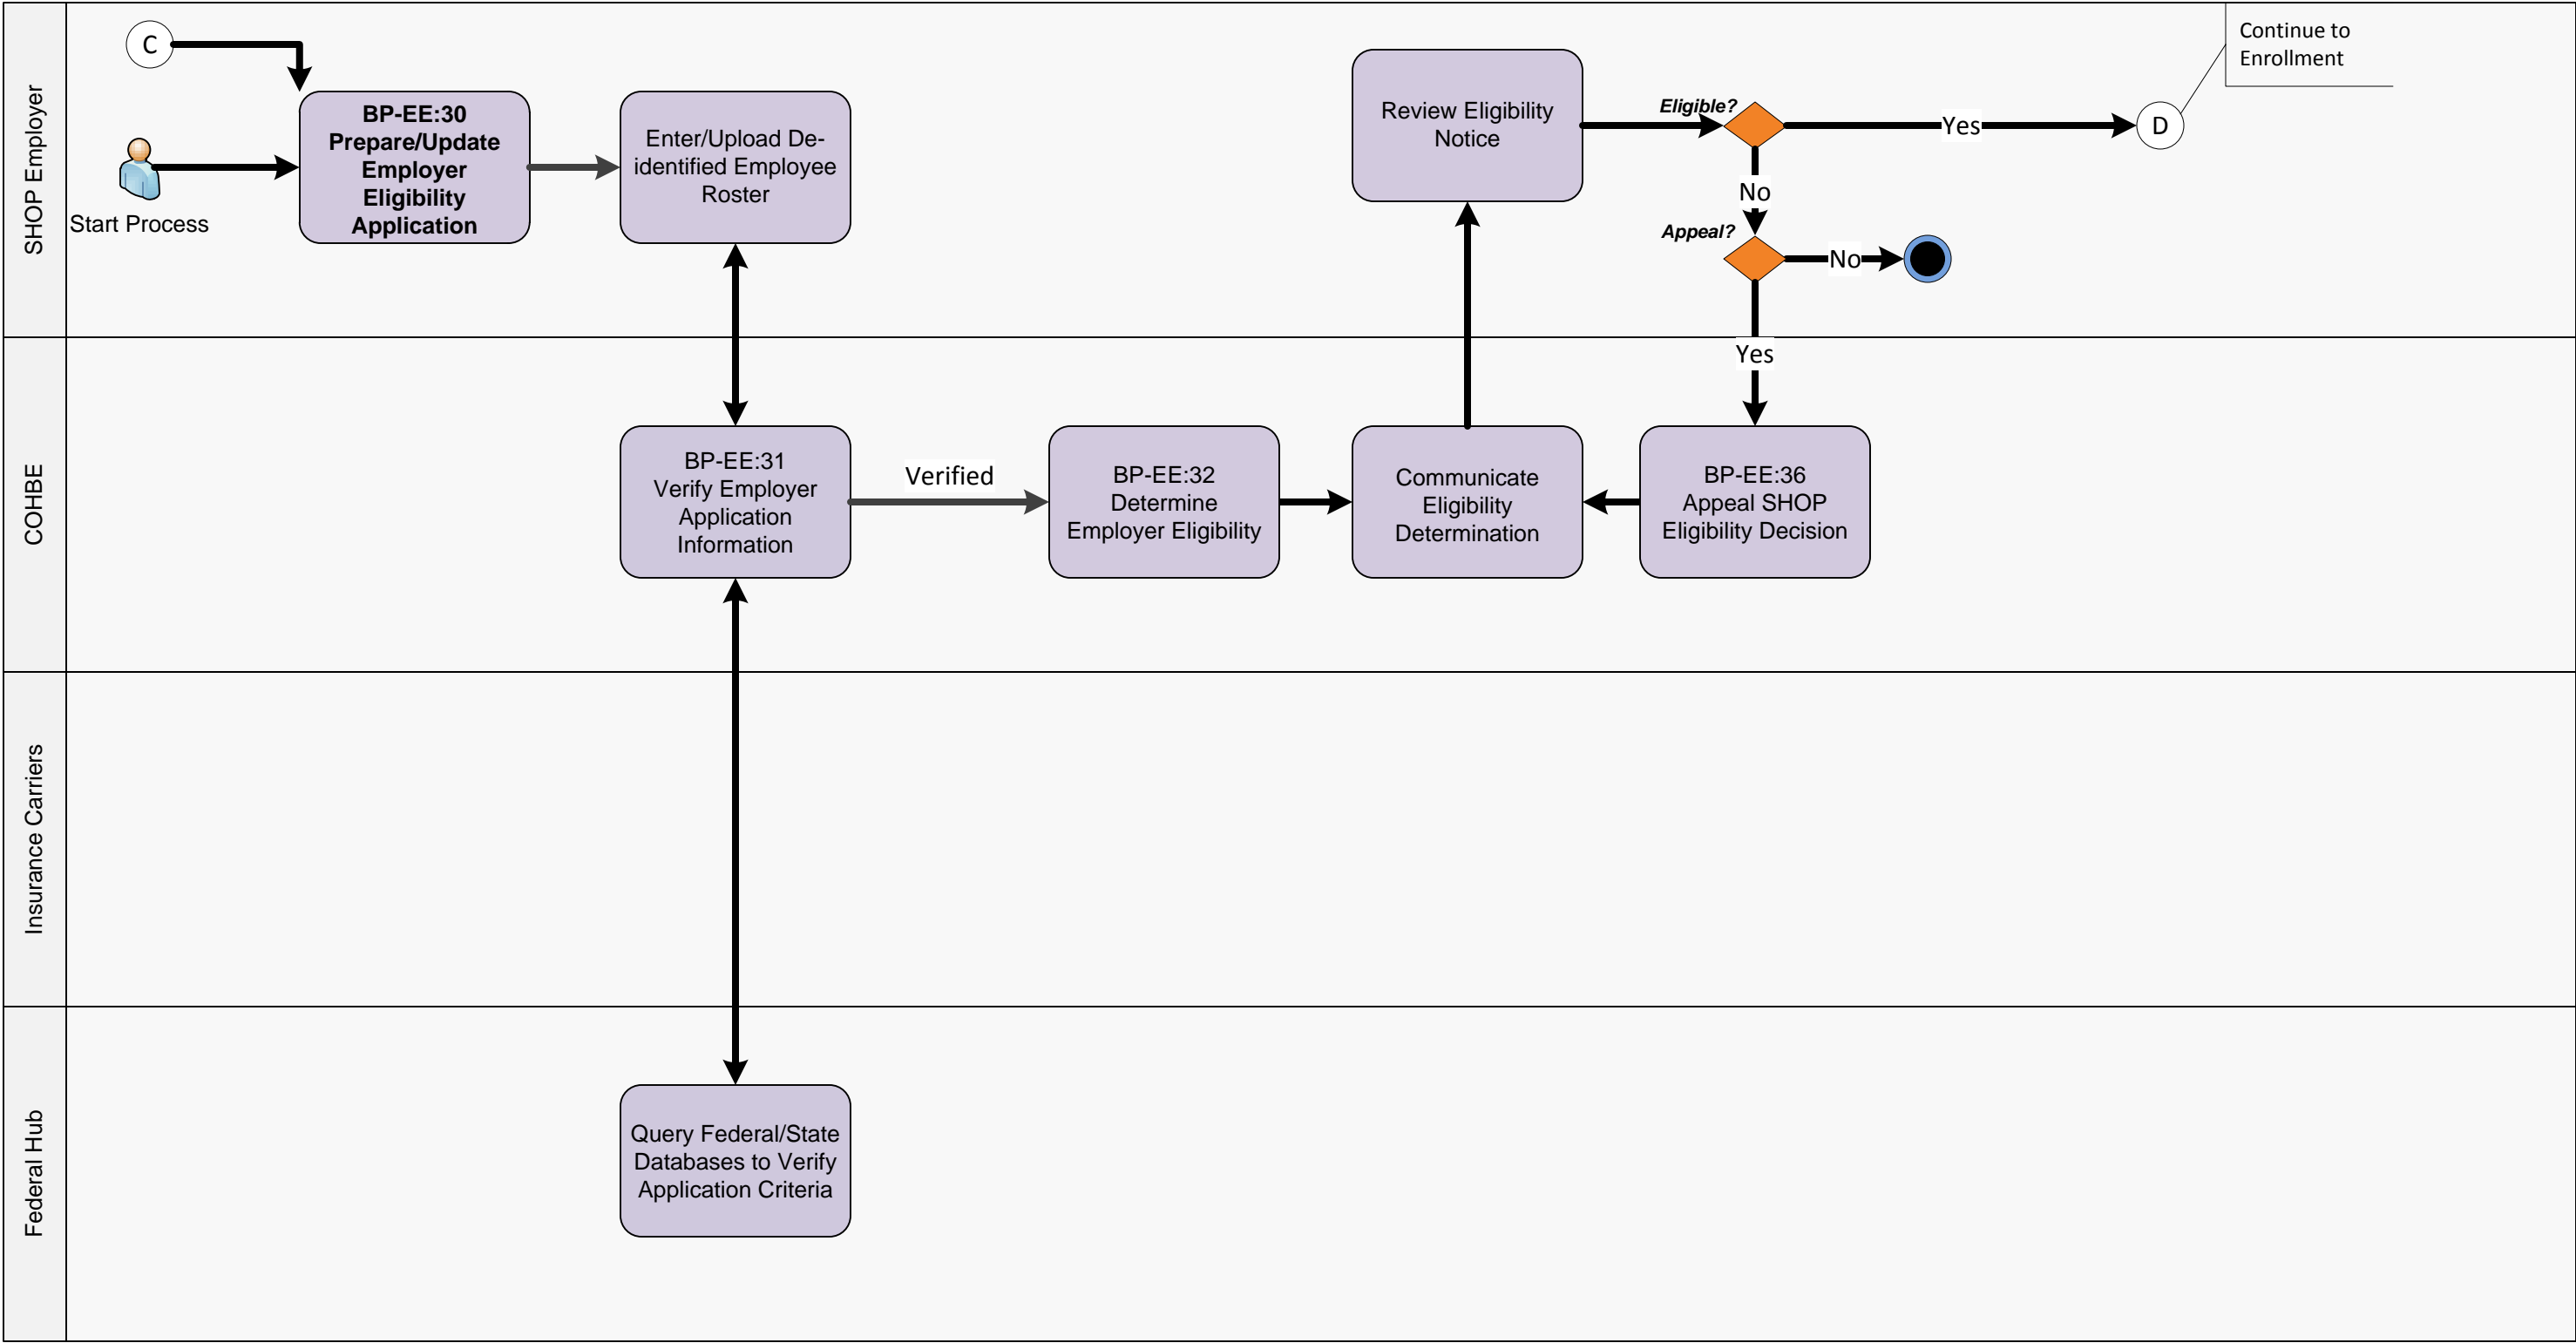 SHOP Employer
C
Start Process
BP-EE:30
Prepare/Update
Employer
Eligibility
Application
Enter/Upload De-
identified Employee
Roster
Review Eligibility
Notice
Eligible?
Yes
D
Continue to
Enrollment
No
Appeal?
No
Yes
COHBE
BP-EE:31
Verify Employer
Application
Information
Verified
BP-EE:32
Determine
Employer Eligibility
Communicate
Eligibility
Determination
BP-EE:36
Appeal SHOP
Eligibility Decision
Insurance Carriers
Federal Hub
Query Federal/State
Databases to Verify
Application Criteria